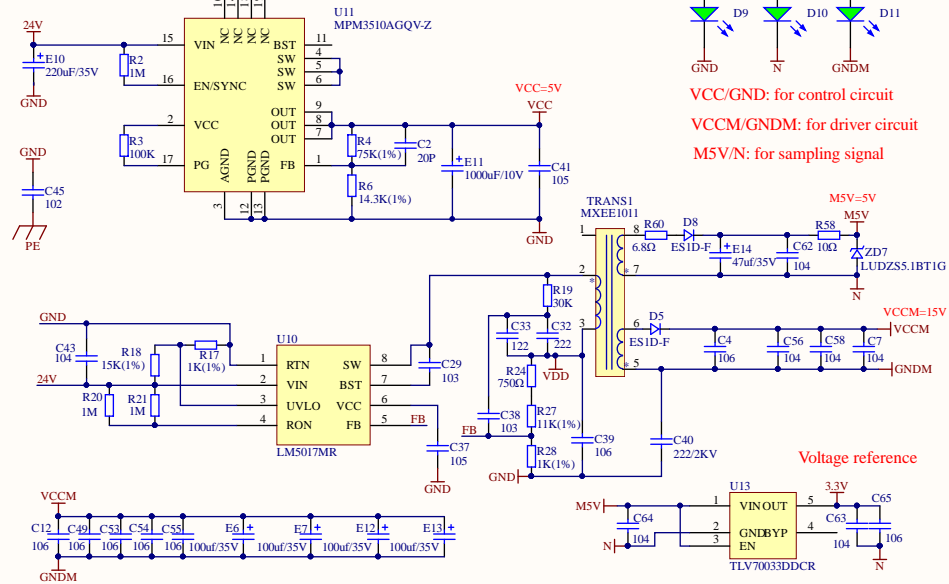 U11
MPM3510AGQV-Z
NC
NC
NC
NC
24V
15
VIN
BST
11
SW
4
SW
5
SW
6
+
E10
220uF/35V
R2
1M
16
EN/SYNC
GND
OUT
9
OUT
8
OUT
7
2
VCC
R3
100K
17
PG
FB
1
AGND
PGND
PGND
3
12
13
VCC=5V
VCC
R4
75K(1%)
C2
20P
R6
14.3K(1%)
+
E11
1000uF/10V
C41
105
GND
GND
C45
102
PE
D9
D10
D11
GND
N
GNDM
VCC/GND: for control circuit
VCCM/GNDM: for driver circuit
M5V/N: for sampling signal
TRANS1
MXEE1011
1
2
3
8
7
6
5
*
*
*
R60
6.8Ω
D8
ES1D-F
+
E14
47uf/35V
C62
104
R58
10Ω
M5V=5V
M5V
ZD7
LUDZS5.1BT1G
N
D5
ES1D-F
VCCM=15V
VCCM
C4
106
C56
104
C58
104
C7
104
GNDM
GND
C43
104
R18
15K(1%)
R17
1K(1%)
24V
R20
1M
R21
1M
U10
1
RTN
SW
8
2
VIN
BST
7
3
UVLO
VCC
6
4
RON
FB
5
FB
LM5017MR
C29
103
C37
105
GND
R19
30K
C33
122
C32
222
VDD
R24
750Ω
C38
103
R27
11K(1%)
FB
R28
1K(1%)
GND
C39
106
C40
222/2KV
VCCM
C12
106
C49
106
C53
106
C54
106
C55
106
E6
+
100uf/35V
E7
+
100uf/35V
E12
+
100uf/35V
E13
+
100uf/35V
GNDM
Voltage reference
U13
M5V
1
VIN
OUT
5
3.3V
C64
104
N
2
GND
BYP
4
3
EN
TLV70033DDCR
C63
104
C65
106
N